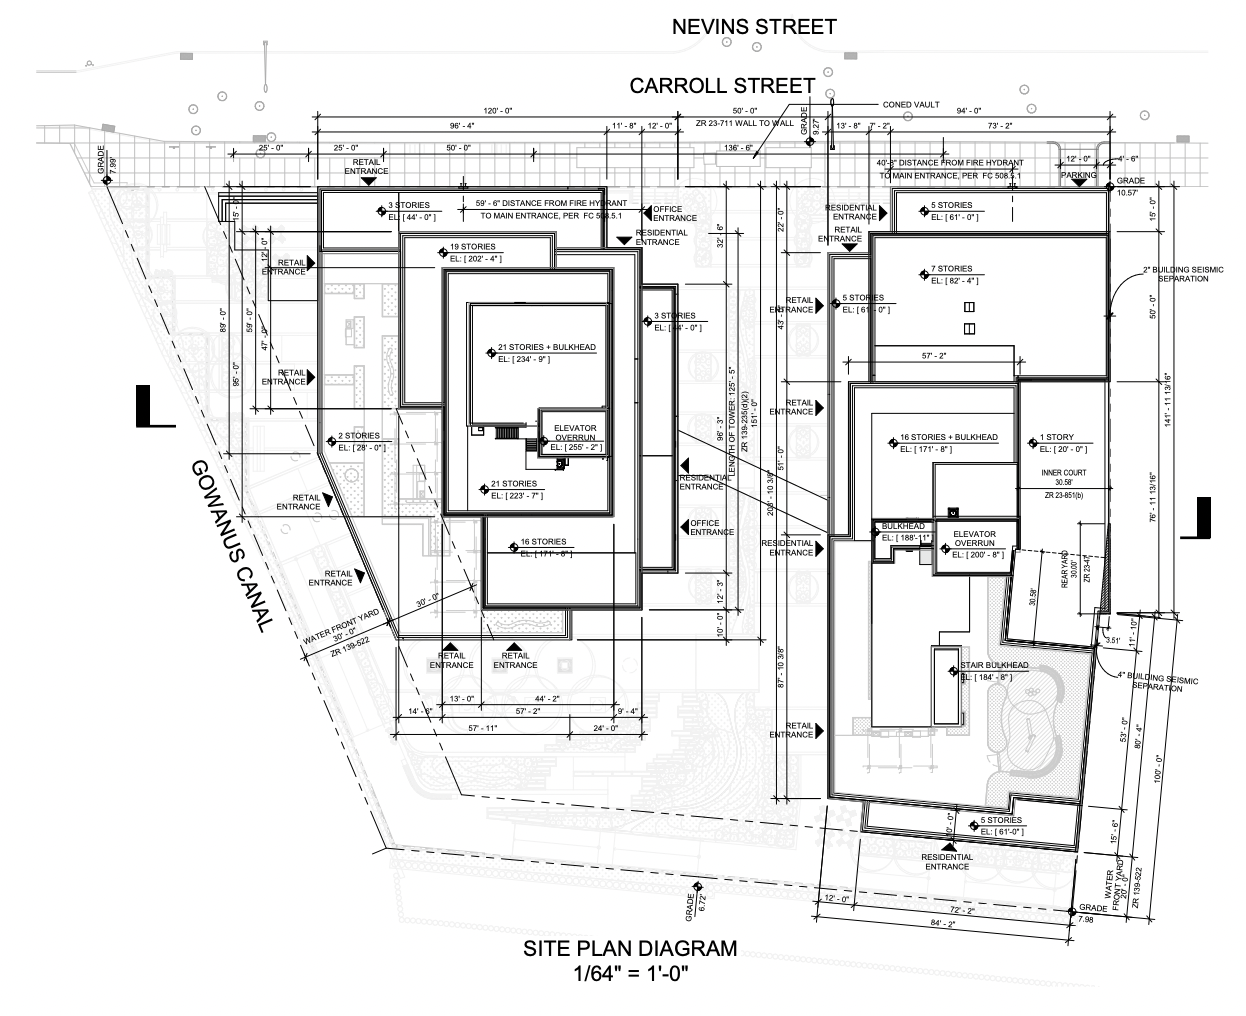 NEVINS STREET
CARROLL STREET
CONED VAULT
120' - 0"
50' - 0"
94' - 0"
96' - 4"
11' - 8"
12' - 0"
ZR 23-711 WALL TO WALL
GRADE
9.27'
13' - 8"
7' - 2"
73' - 2"
GRADE
7.99'
25' - 0"
25' - 0"
50' - 0"
136' - 6"
40'-8" DISTANCE FROM FIRE HYDRANT
TO MAIN ENTRANCE, PER FC 508.5.1
12' - 0"
4' - 6"
PARKING
GRADE
10.57'
RETAIL
ENTRANCE
3 STORIES
EL: [ 44' - 0" ]
59' - 6" DISTANCE FROM FIRE HYDRANT
TO MAIN ENTRANCE, PER FC 508.5.1
OFFICE
ENTRANCE
RESIDENTIAL
ENTRANCE
RESIDENTIAL
ENTRANCE
RETAIL
ENTRANCE
5 STORIES
EL: [ 61' - 0" ]
15' - 0"
12' - 0"
19 STORIES
EL: [ 202' - 4" ]
32' - 6"
22' - 0"
15' - 0"
RETAIL
ENTRANCE
7 STORIES
EL: [ 82' - 4" ]
2" BUILDING SEISMIC
SEPARATION
RETAIL
ENTRANCE
5 STORIES
EL: [ 61' - 0" ]
3 STORIES
EL: [ 44' - 0" ]
43' -
50' - 0"
89' - 0"
59' - 0"
47' - 0"
95' - 0"
21 STORIES + BULKHEAD
EL: [ 234' - 9" ]
57' - 2"
RETAIL
ENTRANCE
RETAIL
ENTRANCE
LENGTH OF TOWER: 125' - 5"
ZR 139-235(d)(2)
151' - 0"
96' - 3"
203' - 10 3/8"
51' - 0"
141' - 11 13/16"
76' - 11 13/16"
2 STORIES
EL: [ 28' - 0" ]
ELEVATOR
OVERRUN
EL: [ 255' - 2" ]
16 STORIES + BULKHEAD
EL: [ 171' - 8" ]
1 STORY
EL: [ 20' - 0" ]
INNER COURT
30.58'
ZR 23-851(b)
RESIDENTIAL
ENTRANCE
21 STORIES
EL: [ 223' - 7" ]
RETAIL
ENTRANCE
GOWANUS CANAL
OFFICE
ENTRANCE
BULKHEAD
EL: [ 188'-11" ]
ELEVATOR
OVERRUN
EL: [ 200' - 8" ]
16 STORIES
EL: [ 171' - 8" ]
RESIDENTIAL
ENTRANCE
REAR YARD
30.00'
ZR 23-47
30.58'
RETAIL
ENTRANCE
30' - 0"
WATER FRONT YARD
30' - 0"
ZR 139-522
12' - 3"
10' - 0"
3.51'
11' - 10"
RETAIL
ENTRANCE
RETAIL
ENTRANCE
87' - 10 3/8"
STAIR BULKHEAD
EL: [ 184' - 8" ]
4" BUILDING SEISMIC
SEPARATION
13' - 0"
44' - 2"
14' - 6"
57' - 2"
9' - 4"
57' - 11"
24' - 0"
RETAIL
ENTRANCE
53' - 0"
80' - 4"
100' - 0"
5 STORIES
EL: [ 61'-0" ]
10' - 0"
15' - 6"
RESIDENTIAL
ENTRANCE
WATER
FRONT YARD
20' - 0"
ZR 139-522
GRADE
6.72'
12' - 0"
72' - 2"
84' - 2"
GRADE
7.98
SITE PLAN DIAGRAM
1/64" = 1'-0"